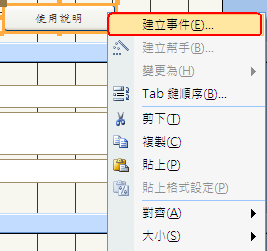 使用說明
建立事件(E)...
建立幫手(B)...
變更為(H)
Tab 鍵順序(B)...
剪下(T)
複製(C)
貼上(P)
貼上格式設定(P)
對齊(A)
大小(S)